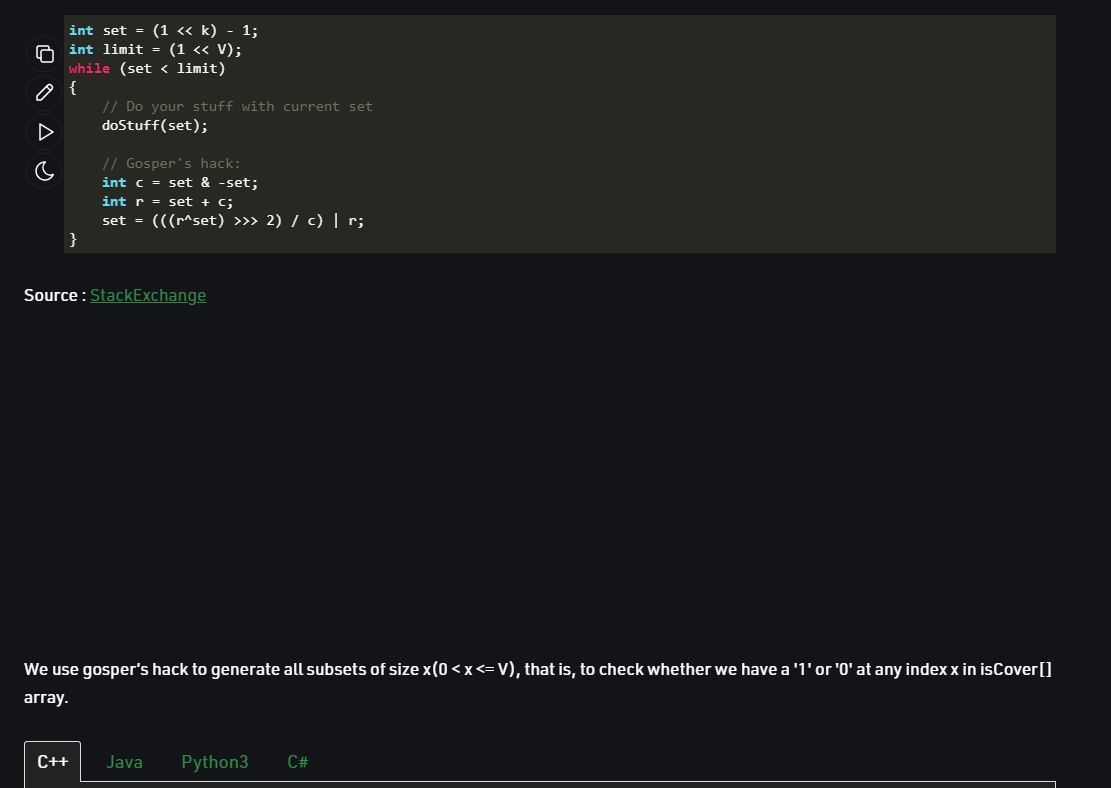 int set = (1 << k) - 1;
int limit = (1 << V);
while (set < limit)
{
    // Do your stuff with current set
    doStuff(set);
    // Gosper's hack:
    int c = set & -set;
    int r = set + c;
    set = (((r^set) >>> 2) / c) | r;
}
Source : StackExchange
We use gosper's hack to generate all subsets of size x(0 < x <= V), that is, to check whether we have a '1' or '0' at any index x in isCover[]
array.
C++ Java Python3 C#